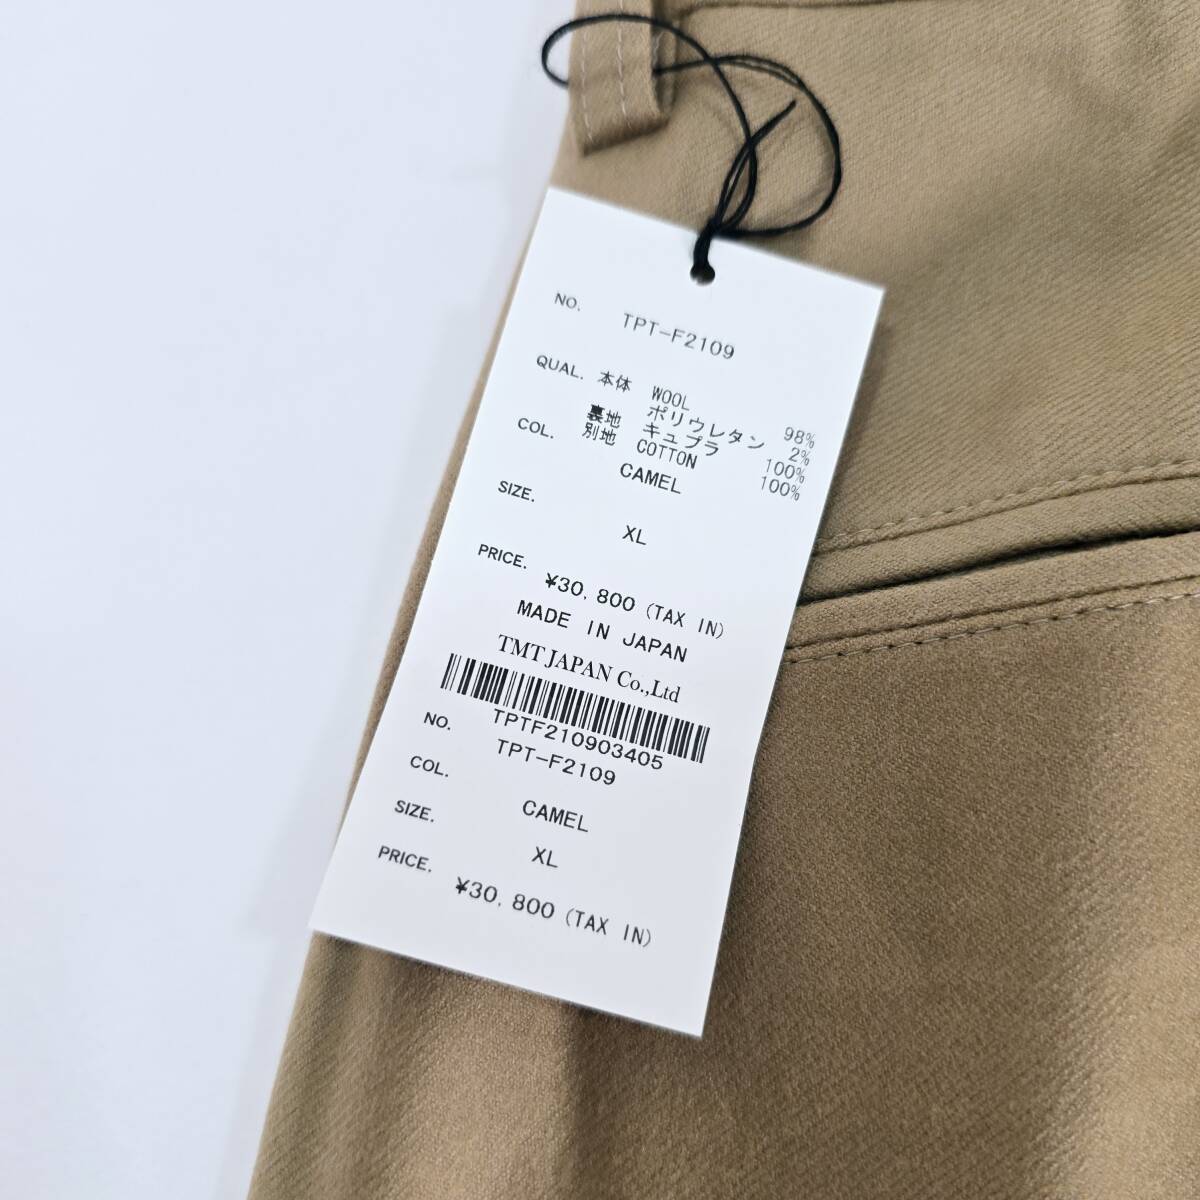 NO. TPT-F2109
QUAL. 本体 WOOL 98%
ポリウレタン 2%
裏地 キュプラ 100%
別地 COTTON 100%
COL. CAMEL
SIZE. XL
PRICE. ¥30,800 (TAX IN)
MADE IN JAPAN
TMT JAPAN Co.,Ltd
TPTF210903405
NO. TPT-F2109
COL. CAMEL
SIZE. XL
PRICE. ¥30,800 (TAX IN)